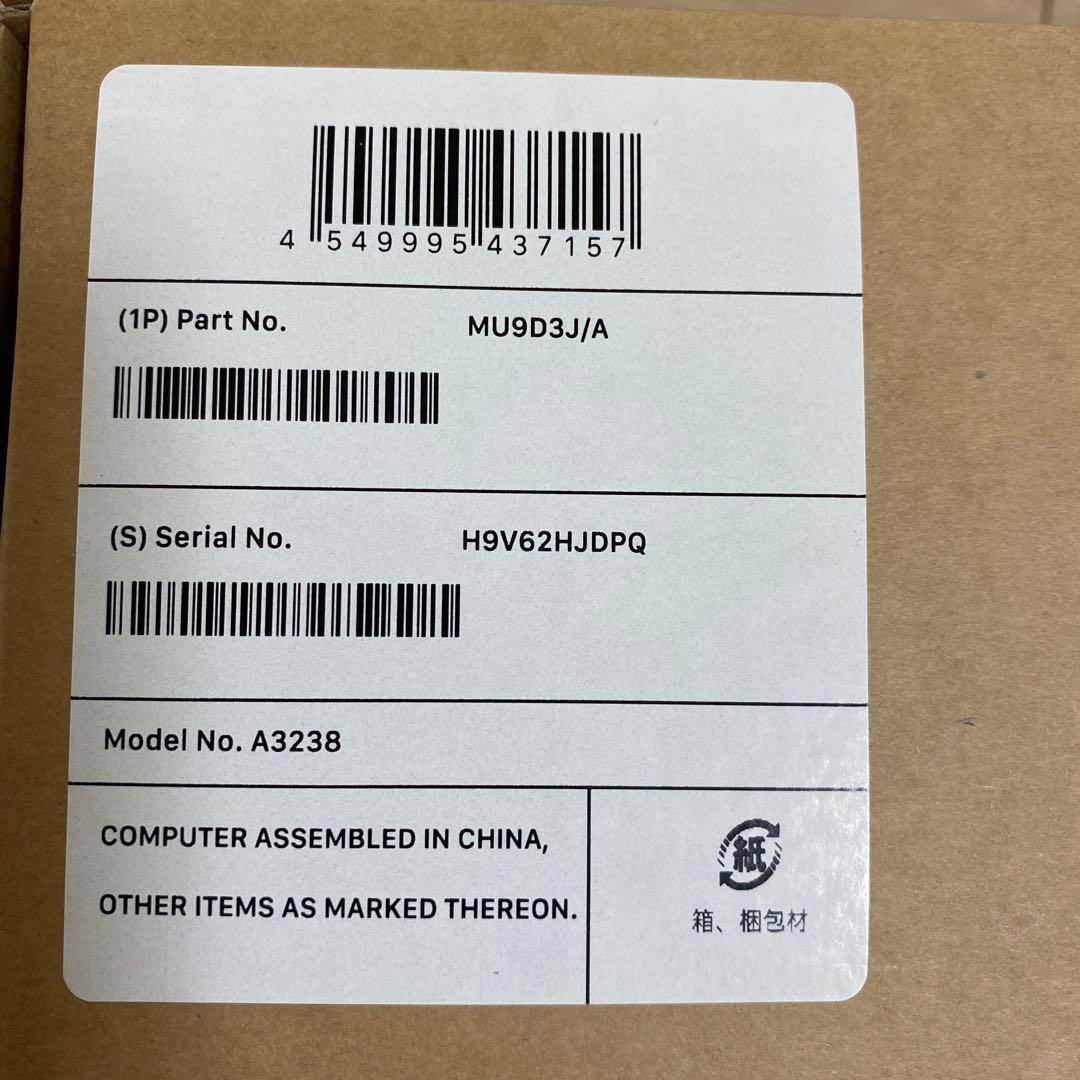 4 549995 437157
(1P) Part No. MU9D3J/A
(S) Serial No. H9V62HJDPQ
Model No. A3238
COMPUTER ASSEMBLED IN CHINA,
OTHER ITEMS AS MARKED THEREON.
紙
箱、梱包材